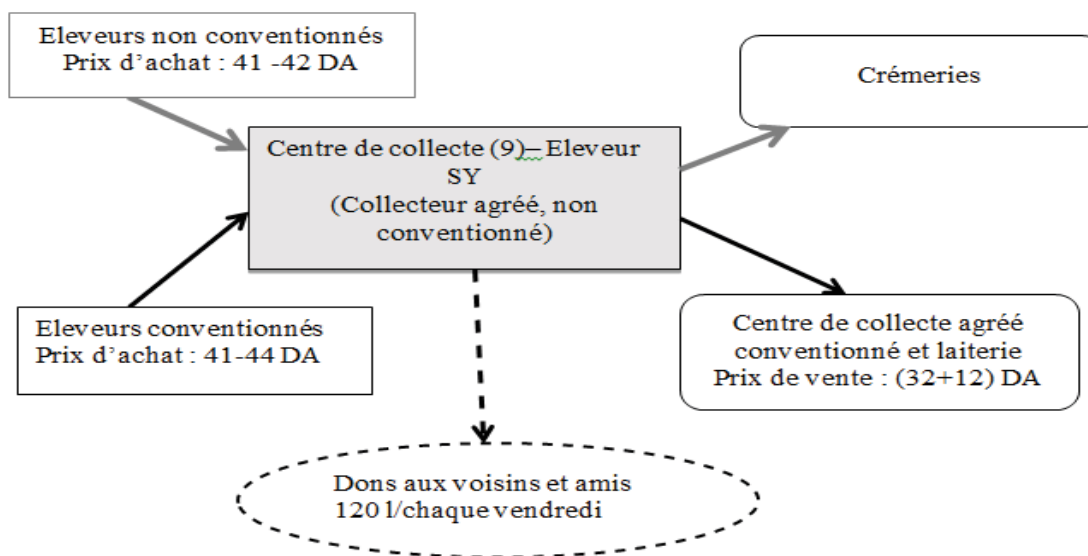 Eleveurs non conventionnés
Prix d'achat : 41 -42 DA
Crémeries
Centre de collecte (9)– Eleveur
SY
(Collecteur agréé, non
conventionné)
Eleveurs conventionnés
Prix d'achat : 41-44 DA
Centre de collecte agréé
conventionné et laiterie
Prix de vente : (32+12) DA
Dons aux voisins et amis
120 l/chaque vendredi